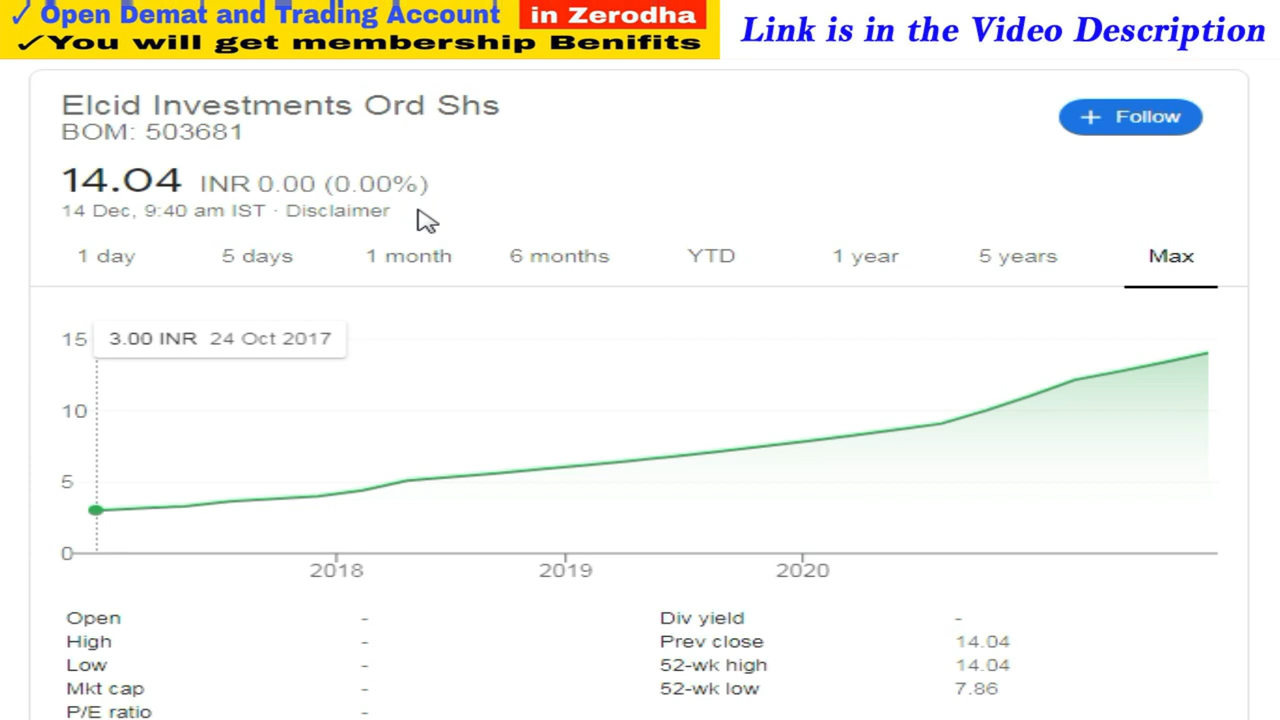 ✓ Open Demat and Trading Account in Zerodha
✓You will get membership Benifits
Link is in the Video Description
Elcid Investments Ord Shs
BOM: 503681
+ Follow
14.04 INR 0.00 (0.00%)
14 Dec, 9:40 am IST · Disclaimer
1 day 5 days 1 month 6 months YTD 1 year 5 years Max
15
3.00 INR 24 Oct 2017
10
5
0
2018 2019 2020
Open - Div yield -
High - Prev close 14.04
Low - 52-wk high 14.04
Mkt cap - 52-wk low 7.86
P/E ratio -